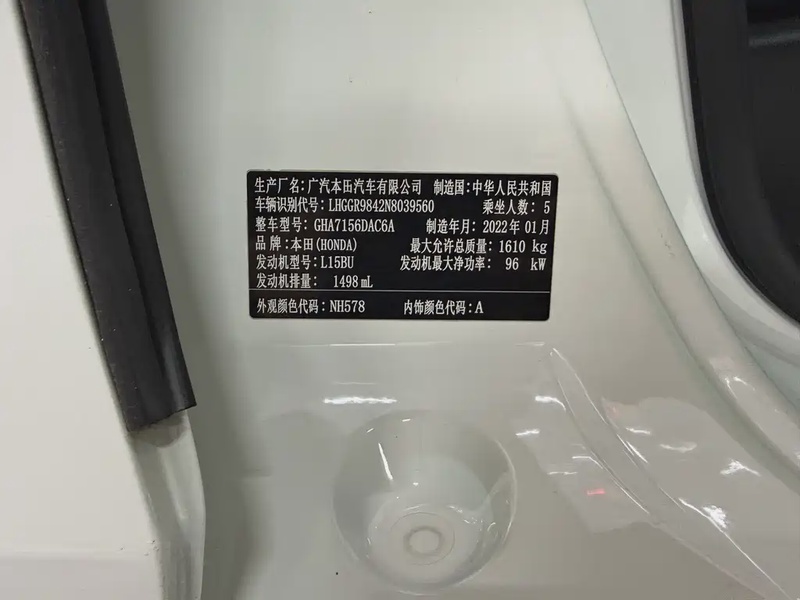 生产厂名：广汽本田汽车有限公司 制造国：中华人民共和国
车辆识别代号：LHGGR9842N8039560 乘坐人数：5
整车型号：GHA7156DAC6A 制造年月：2022年01月
品牌：本田(HONDA) 最大允许总质量：1610 kg
发动机型号：L15BU 发动机最大净功率：96 kW
发动机排量：1498 mL
外观颜色代码：NH578 内饰颜色代码：A